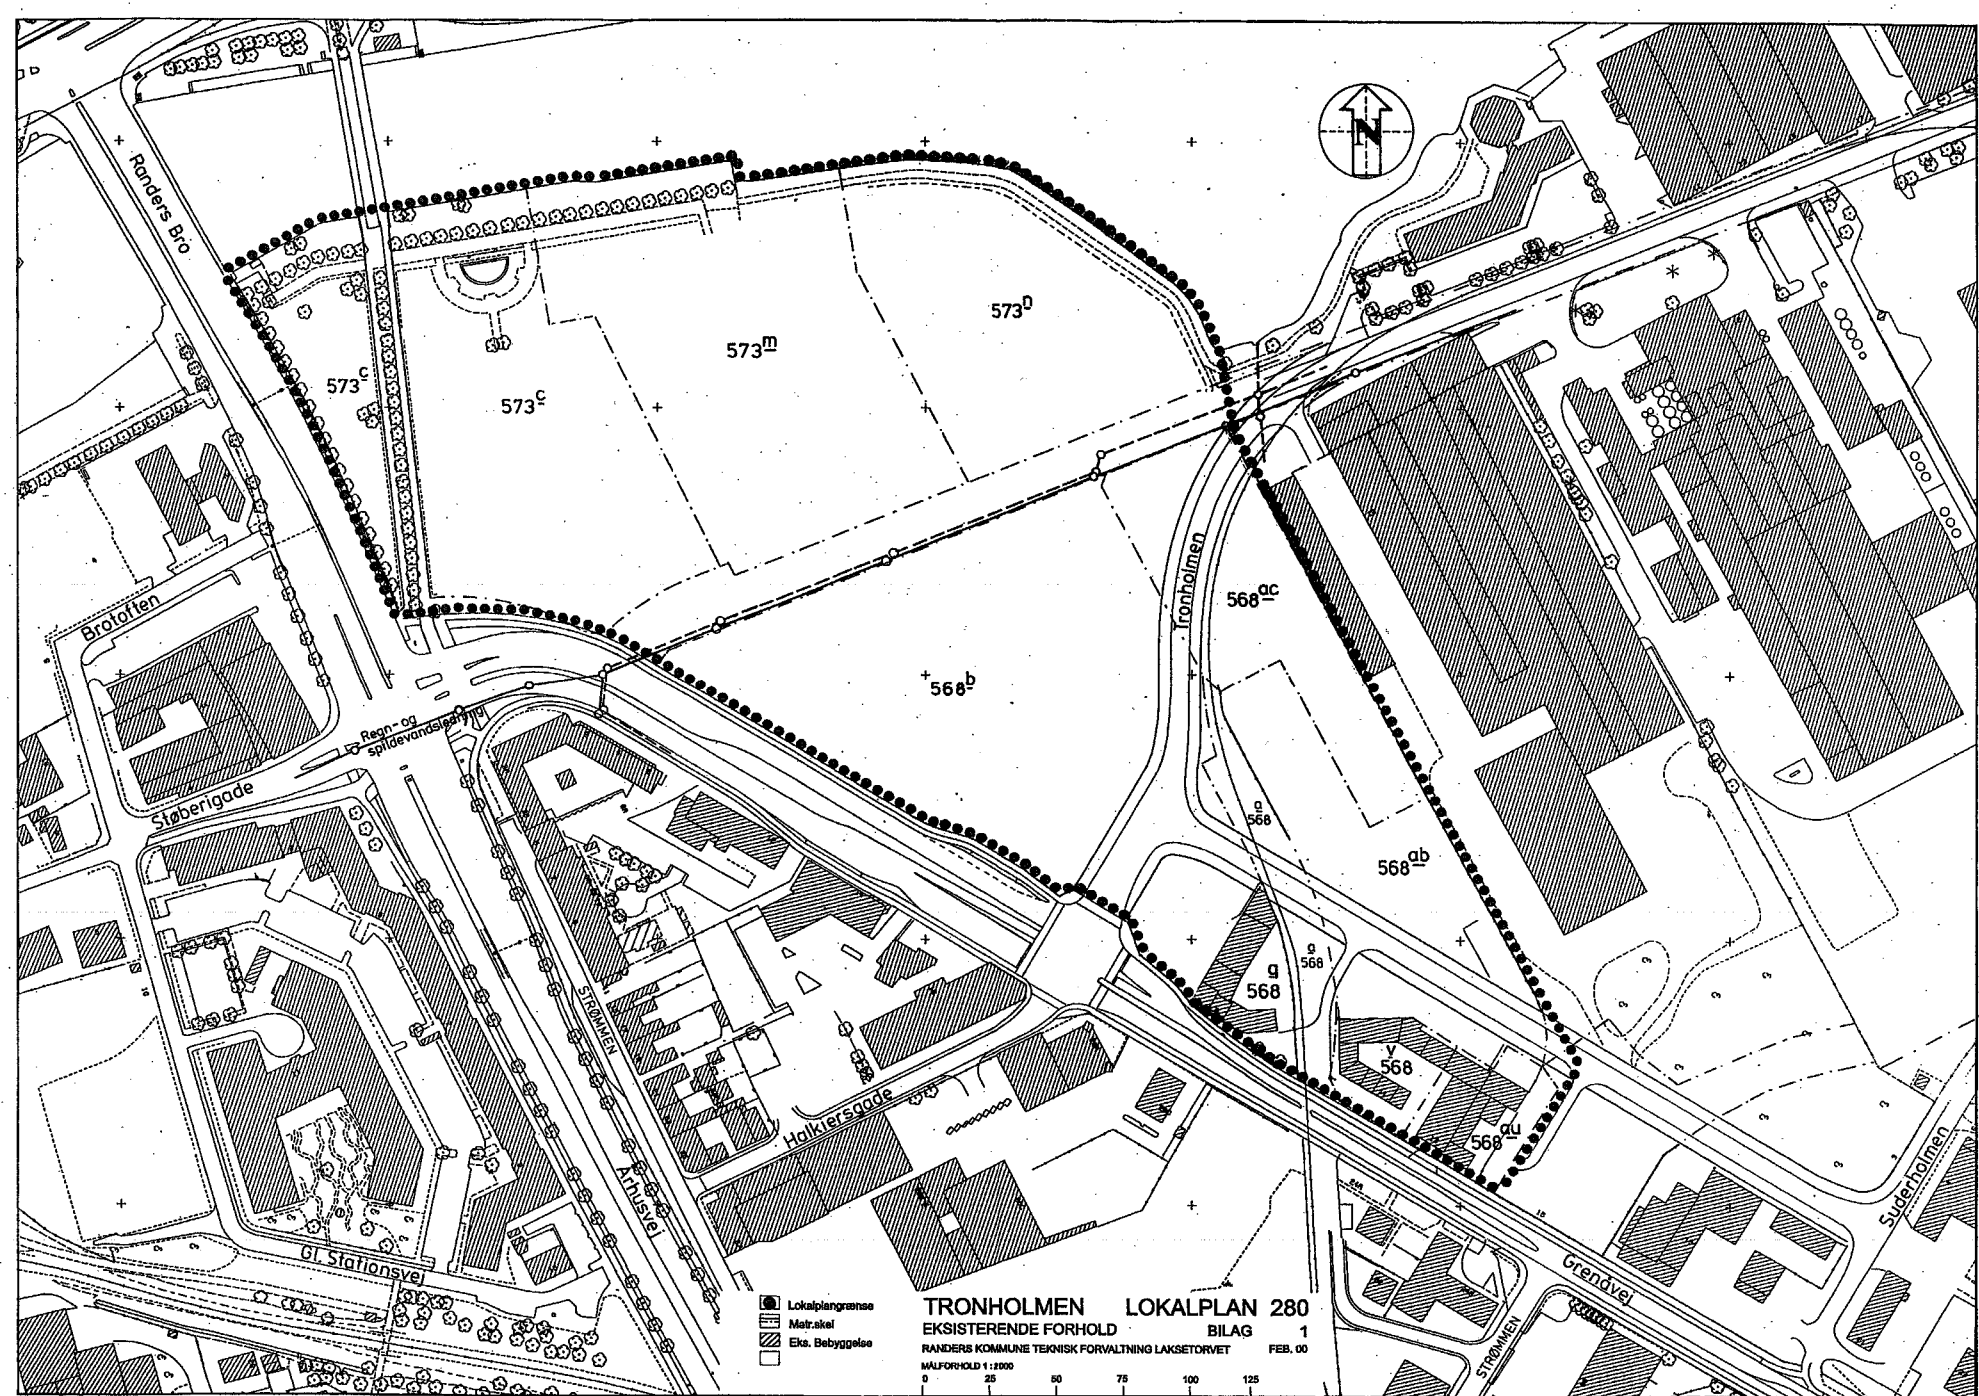 N
Randers Bro
573c
573c
573m
573n
568b
568ac
Tronholmen
Brotoften
Regn- og
spildevandsledning
Støberigade
a
568
568ab
g
568
g
568
v
568
568au
STRØMMEN
Halkiersgade
Århusvej
Gl. Stationsvej
Suderholmen
Grenåvej
STRØMMEN
Lokalplangrænse
Matr.skel
Eks. Bebyggelse
TRONHOLMEN LOKALPLAN 280
EKSISTERENDE FORHOLD BILAG 1
RANDERS KOMMUNE TEKNISK FORVALTNING LAKSETORVET FEB. 00
MÅLFORHOLD 1:2000
0 25 50 75 100 125